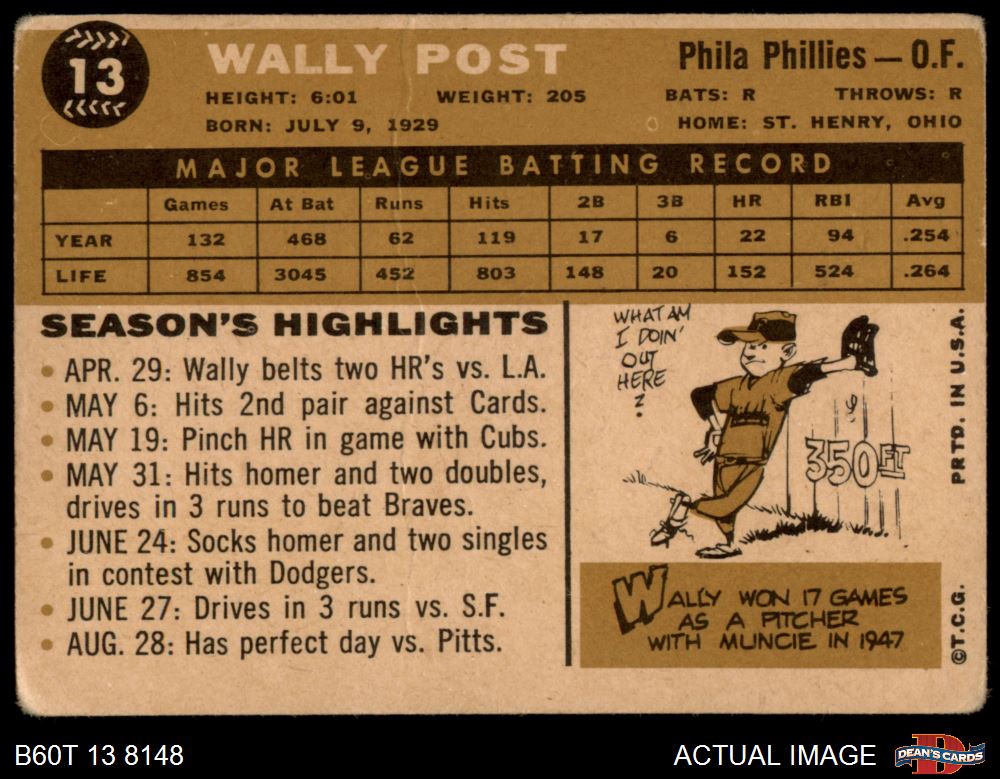 13
WALLY POST
Phila Phillies — O.F.
HEIGHT: 6:01 WEIGHT: 205 BATS: R THROWS: R
BORN: JULY 9, 1929 HOME: ST. HENRY, OHIO
MAJOR LEAGUE BATTING RECORD
Games At Bat Runs Hits 2B 3B HR RBI Avg
YEAR 132 468 62 119 17 6 22 94 .254
LIFE 854 3045 452 803 148 20 152 524 .264
SEASON'S HIGHLIGHTS
• APR. 29: Wally belts two HR's vs. L.A.
• MAY 6: Hits 2nd pair against Cards.
• MAY 19: Pinch HR in game with Cubs.
• MAY 31: Hits homer and two doubles,
drives in 3 runs to beat Braves.
• JUNE 24: Socks homer and two singles
in contest with Dodgers.
• JUNE 27: Drives in 3 runs vs. S.F.
• AUG. 28: Has perfect day vs. Pitts.
WHAT AM
I DOIN'
OUT
HERE
?
350 FT
WALLY WON 17 GAMES
AS A PITCHER
WITH MUNCIE IN 1947
©T.C.G. PRTD. IN U.S.A.
B60T 13 8148
ACTUAL IMAGE
D
DEAN'S CARDS